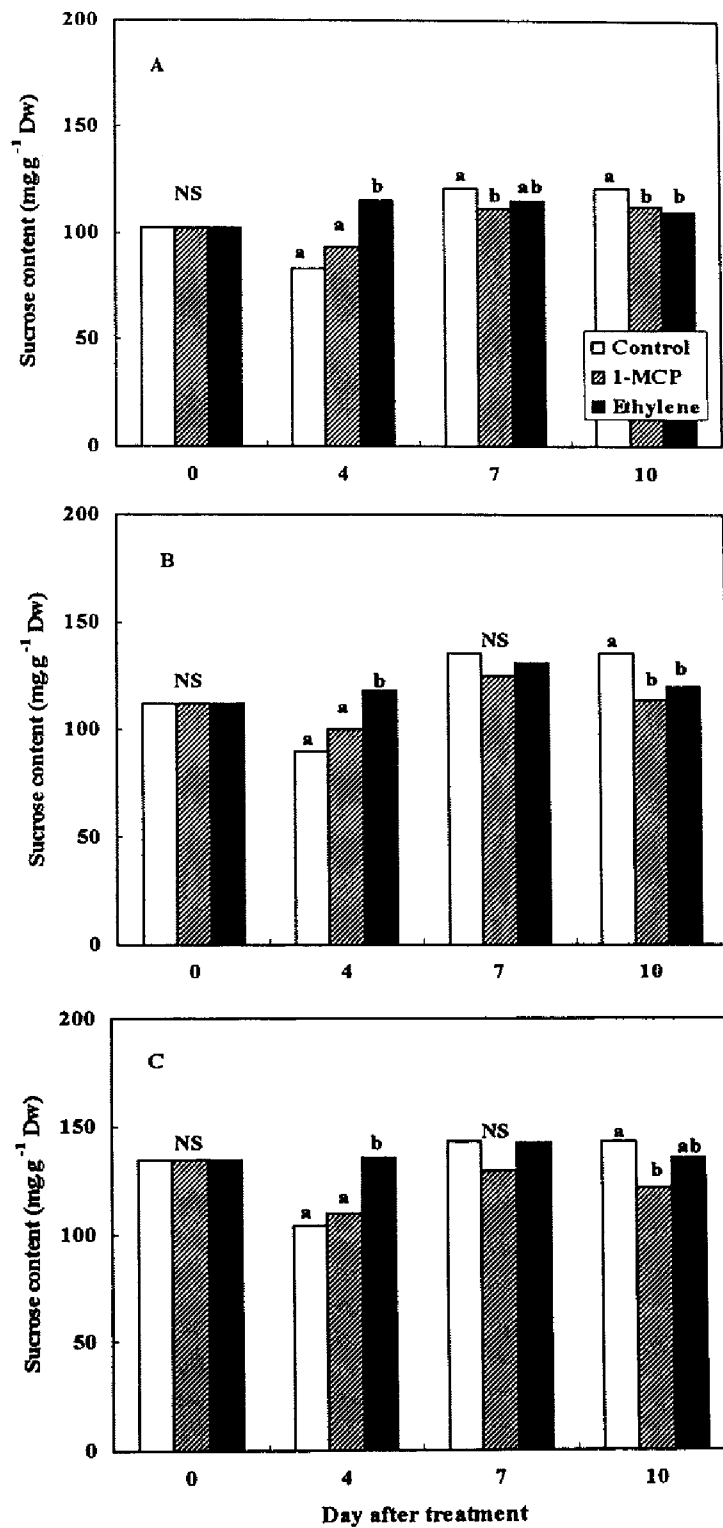 200
A
150
b
a
a
ab
NS
b
b
b
a
a
100
Sucrose content (mg.g⁻¹ Dw)
50
Control
1-MCP
Ethylene
0
0 4 7 10
200
B
150
NS
a
NS
b
b
b
a
a
100
Sucrose content (mg.g⁻¹ Dw)
50
0
0 4 7 10
200
C
150
NS
b
NS
a
ab
b
a
a
100
Sucrose content (mg.g⁻¹ Dw)
50
0
0 4 7 10
Day after treatment